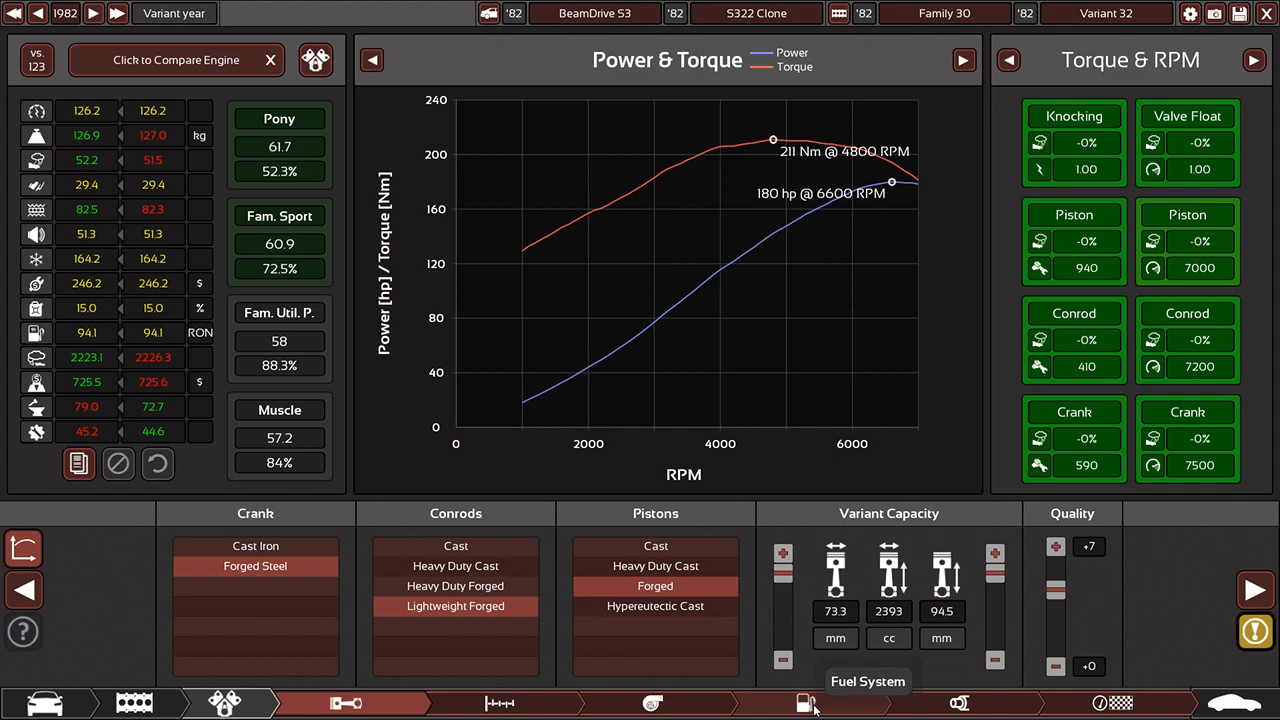 1982 Variant year '82 BeamDrive S3 '82 S322 Clone '82 Family 30 '82 Variant 32
vs. 123 Click to Compare Engine X
126.2 126.2
126.9 127.0 kg
52.2 51.5
29.4 29.4
82.5 82.3
51.3 51.3
164.2 164.2
246.2 246.2 $
15.0 15.0 %
94.1 94.1 RON
2223.1 2226.3
725.5 725.6 $
79.0 72.7
45.2 44.6
Pony
61.7
52.3%
Fam. Sport
60.9
72.5%
Fam. Util. P.
58
88.3%
Muscle
57.2
84%
Power & Torque
Power
Torque
Power [hp] / Torque [Nm]
240
200
160
120
80
40
0
211 Nm @ 4800 RPM
180 hp @ 6600 RPM
0 2000 4000 6000
RPM
Torque & RPM
Knocking Valve Float
-0% -0%
1.00 1.00
Piston Piston
-0% -0%
940 7000
Conrod Conrod
-0% -0%
410 7200
Crank Crank
-0% -0%
590 7500
Crank
Cast Iron
Forged Steel
Conrods
Cast
Heavy Duty Cast
Heavy Duty Forged
Lightweight Forged
Pistons
Cast
Heavy Duty Cast
Forged
Hypereutectic Cast
Variant Capacity
73.3 2393 94.5
mm cc mm
Quality
+7
+0
Fuel System